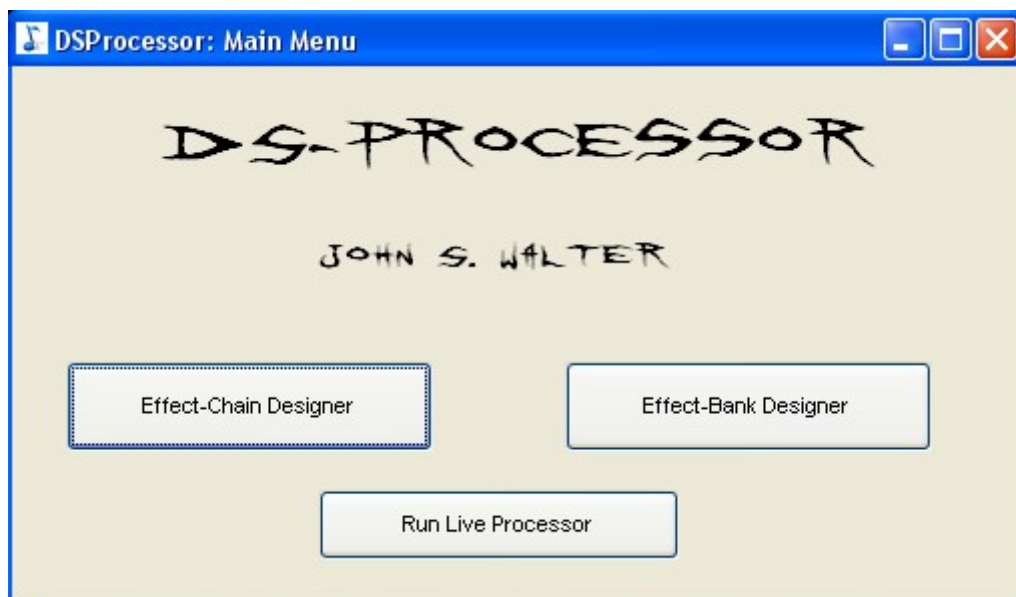 DSProcessor: Main Menu
DS-PROCESSOR
JOHN S. WALTER
Effect-Chain Designer
Effect-Bank Designer
Run Live Processor